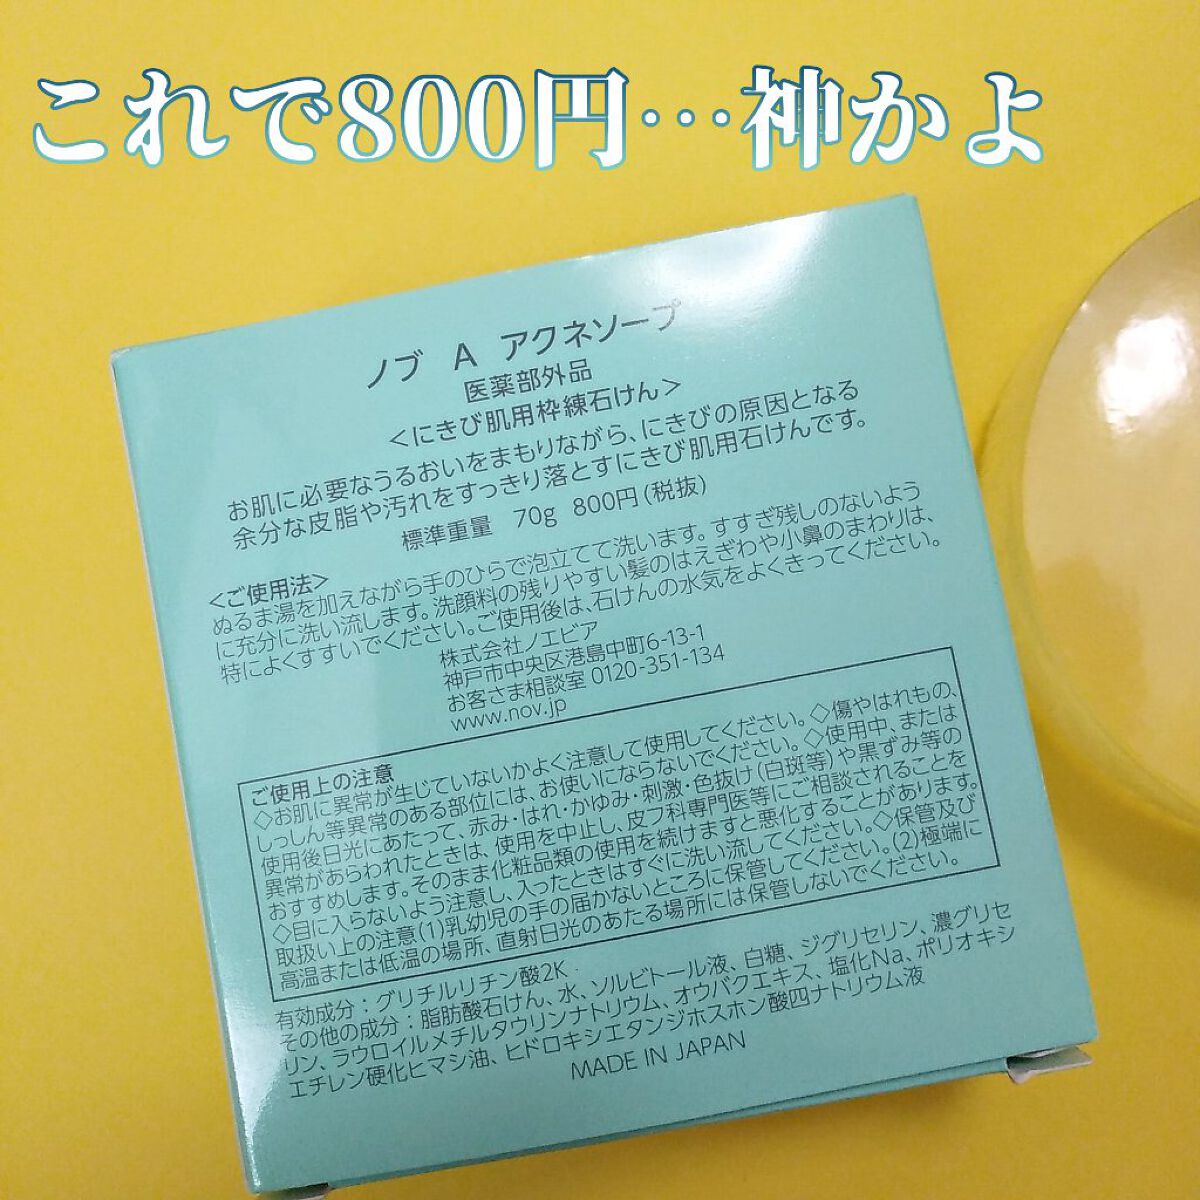 これで800円…神かよ
ノブ A アクネソープ
医薬部外品
<にきび肌用枠練石けん>
お肌に必要なうるおいをまもりながら、にきびの原因となる
余分な皮脂や汚れをすっきり落とすにきび肌用石けんです。
標準重量 70g 800円(税抜)
<ご使用法>
ぬるま湯を加えながら手のひらで泡立てて洗います。すすぎ残しのないよう
に充分に洗い流します。洗顔料の残りやすい髪のはえぎわや小鼻のまわりは、
特によくすすいでください。ご使用後は、石けんの水気をよくきってください。
株式会社ノエビア
神戸市中央区港島中町6-13-1
お客さま相談室 0120-351-134
www.nov.jp
ご使用上の注意
◇お肌に異常が生じていないかよく注意して使用してください。◇傷やはれもの、
しっしん等異常のある部位には、お使いにならないでください。◇使用中、または
使用後日光にあたって、赤み・はれ・かゆみ・刺激・色抜け(白斑等)や黒ずみ等の
異常があらわれたときは、使用を中止し、皮フ科専門医等にご相談されることを
おすすめします。そのまま化粧品類の使用を続けますと悪化することがあります。
◇目に入らないよう注意し、入ったときはすぐに洗い流してください。◇保管及び
取扱い上の注意(1)乳幼児の手の届かないところに保管してください。(2)極端に
高温または低温の場所、直射日光のあたる場所には保管しないでください。
有効成分：グリチルリチン酸2K
その他の成分：脂肪酸石けん、水、ソルビトール液、白糖、ジグリセリン、濃グリセ
リン、ラウロイルメチルタウリンナトリウム、オウバクエキス、塩化Na、ポリオキシ
エチレン硬化ヒマシ油、ヒドロキシエタンジホスホン酸四ナトリウム液
MADE IN JAPAN